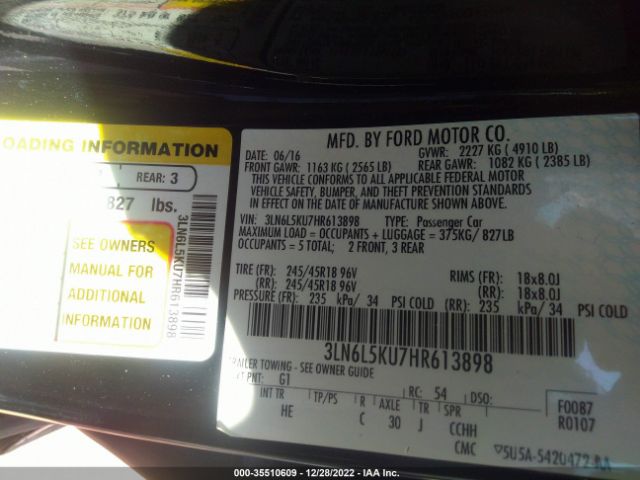 OADING INFORMATION
REAR: 3
827 lbs.
SEE OWNERS
MANUAL FOR
ADDITIONAL
INFORMATION
3LN6L5KU7HR613898
MFD. BY FORD MOTOR CO.
DATE: 06/16 GVWR: 2227 KG ( 4910 LB)
FRONT GAWR: 1163 KG ( 2565 LB) REAR GAWR: 1082 KG ( 2385 LB)
THIS VEHICLE CONFORMS TO ALL APPLICABLE FEDERAL MOTOR
VEHICLE SAFETY, BUMPER, AND THEFT PREVENTION STANDARDS
IN EFFECT ON THE DATE OF MANUFACTURE SHOWN ABOVE.
VIN: 3LN6L5KU7HR613898 TYPE: Passenger Car
MAXIMUM LOAD = OCCUPANTS + LUGGAGE = 375KG/ 827LB
OCCUPANTS = 5 TOTAL; 2 FRONT, 3 REAR
TIRE (FR): 245/45R18 96V RIMS (FR): 18x8.0J
(RR): 245/45R18 96V (RR): 18x8.0J
PRESSURE (FR): 235 kPa/ 34 PSI COLD (RR): 235 kPa/ 34 PSI COLD
3LN6L5KU7HR613898
TRAILER TOWING - SEE OWNER GUIDE
EXT PNT: G1 RC: 54 DSO:
INT TR TP/PS R AXLE TR SPR F0087
HE C 30 J CCHH R0107
CMC 5U5A-5420472-BA
000-35510609 - 12/28/2022 - IAA Inc.